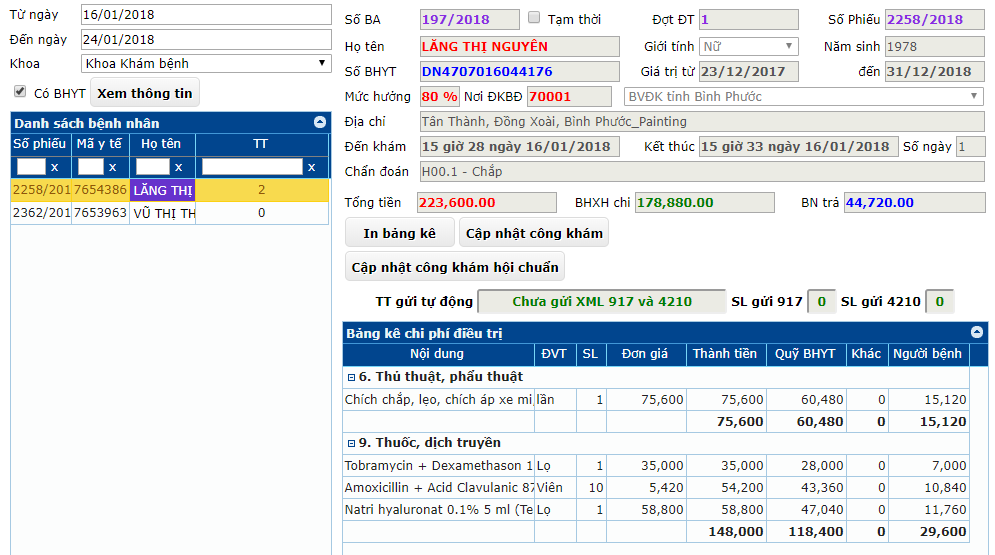 Từ ngày 16/01/2018
Đến ngày 24/01/2018
Khoa Khoa Khám bệnh
Có BHYT Xem thông tin
Danh sách bệnh nhân
Số phiếu Mã y tế Họ tên TT
x x x x
2258/201 7654386 LĂNG THỊ 2
2362/201 7653963 VŨ THỊ TH 0
Số BA 197/2018 Tạm thời Đợt ĐT 1 Số Phiếu 2258/2018
Họ tên LĂNG THỊ NGUYÊN Giới tính Nữ Năm sinh 1978
Số BHYT DN4707016044176 Giá trị từ 23/12/2017 đến 31/12/2018
Mức hưởng 80 % Nơi ĐKBĐ 70001 BVĐK tỉnh Bình Phước
Địa chỉ Tân Thành, Đồng Xoài, Bình Phước_Painting
Đến khám 15 giờ 28 ngày 16/01/2018 Kết thúc 15 giờ 33 ngày 16/01/2018 Số ngày 1
Chẩn đoán H00.1 - Chắp
Tổng tiền 223,600.00 BHXH chi 178,880.00 BN trả 44,720.00
In bảng kê Cập nhật công khám
Cập nhật công khám hội chuẩn
TT gửi tự động Chưa gửi XML 917 và 4210 SL gửi 917 0 SL gửi 4210 0
Bảng kê chi phí điều trị
Nội dung ĐVT SL Đơn giá Thành tiền Quỹ BHYT Khác Người bệnh
6. Thủ thuật, phẩu thuật
Chích chắp, lẹo, chích áp xe mi, lần 1 75,600 75,600 60,480 0 15,120
75,600 60,480 0 15,120
9. Thuốc, dịch truyền
Tobramycin + Dexamethason 1 Lọ 1 35,000 35,000 28,000 0 7,000
Amoxicillin + Acid Clavulanic 87 Viên 10 5,420 54,200 43,360 0 10,840
Natri hyaluronat 0.1% 5 ml (Te Lọ 1 58,800 58,800 47,040 0 11,760
148,000 118,400 0 29,600